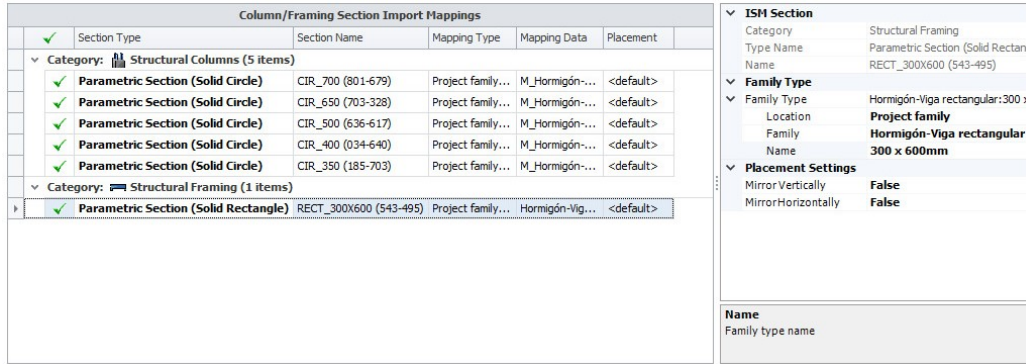 Column/Framing Section Import Mappings
Section Type Section Name Mapping Type Mapping Data Placement
Category: Structural Columns (5 items)
Parametric Section (Solid Circle) CIR_700 (801-679) Project family... M_Hormigón-... <default>
Parametric Section (Solid Circle) CIR_650 (703-328) Project family... M_Hormigón-... <default>
Parametric Section (Solid Circle) CIR_500 (636-617) Project family... M_Hormigón-... <default>
Parametric Section (Solid Circle) CIR_400 (034-640) Project family... M_Hormigón-... <default>
Parametric Section (Solid Circle) CIR_350 (185-703) Project family... M_Hormigón-... <default>
Category: Structural Framing (1 items)
Parametric Section (Solid Rectangle) RECT_300X600 (543-495) Project family... Hormigón-Vig... <default>
ISM Section
Category Structural Framing
Type Name Parametric Section (Solid Rectan
Name RECT_300X600 (543-495)
Family Type
Family Type Hormigón-Viga rectangular:300 x
Location Project family
Family Hormigón-Viga rectangular
Name 300 x 600mm
Placement Settings
Mirror Vertically False
MirrorHorizontally False
Name
Family type name